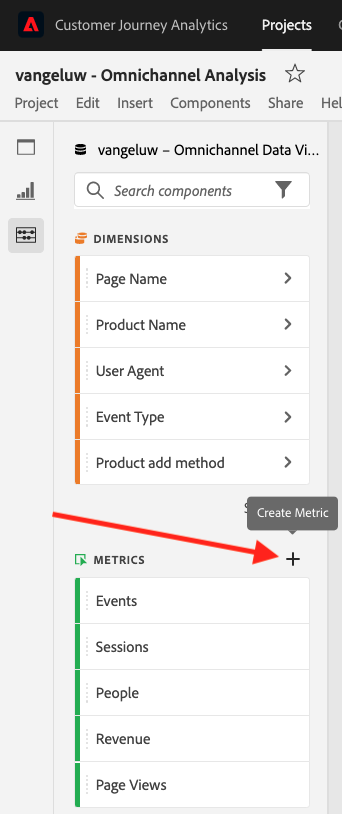 Customer Journey Analytics Projects
vangeluw - Omnichannel Analysis
Project Edit Insert Components Share Hel
vangeluw – Omnichannel Data Vi...
Search components
DIMENSIONS
Page Name
Product Name
User Agent
Event Type
Product add method
Create Metric
METRICS
Events
Sessions
People
Revenue
Page Views